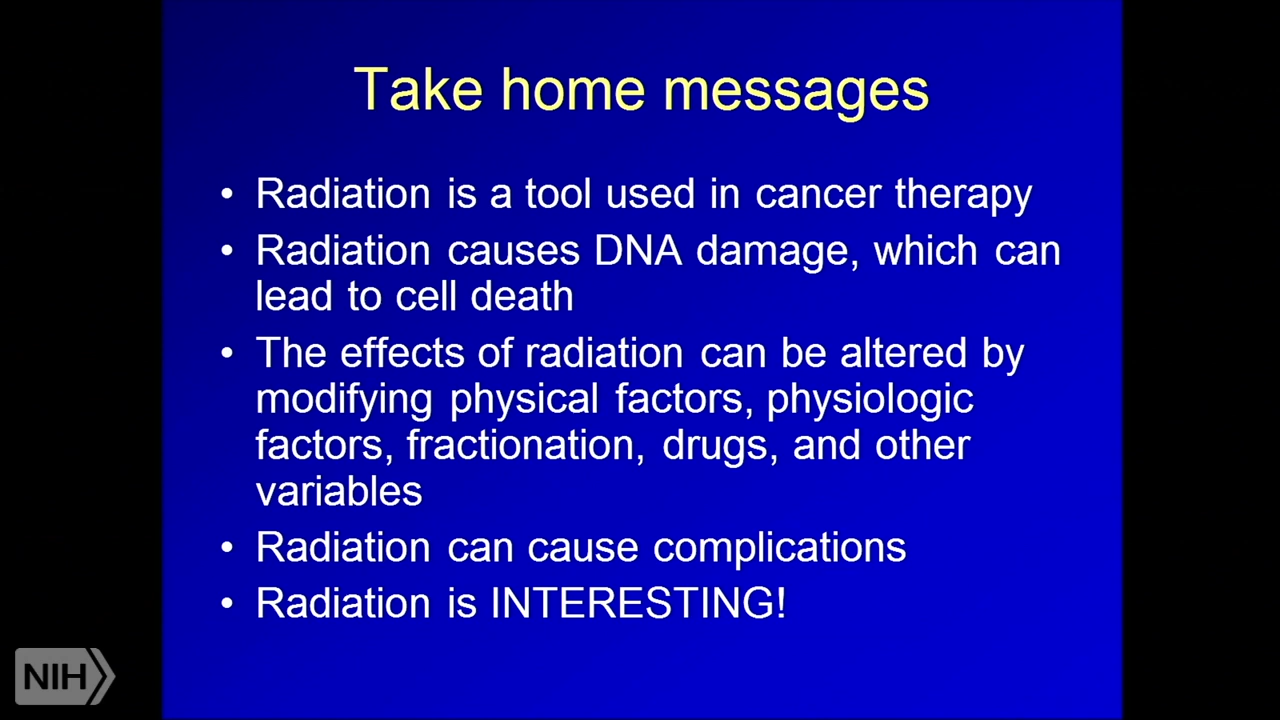 Take home messages
• Radiation is a tool used in cancer therapy
• Radiation causes DNA damage, which can
lead to cell death
• The effects of radiation can be altered by
modifying physical factors, physiologic
factors, fractionation, drugs, and other
variables
• Radiation can cause complications
• Radiation is INTERESTING!
NIH